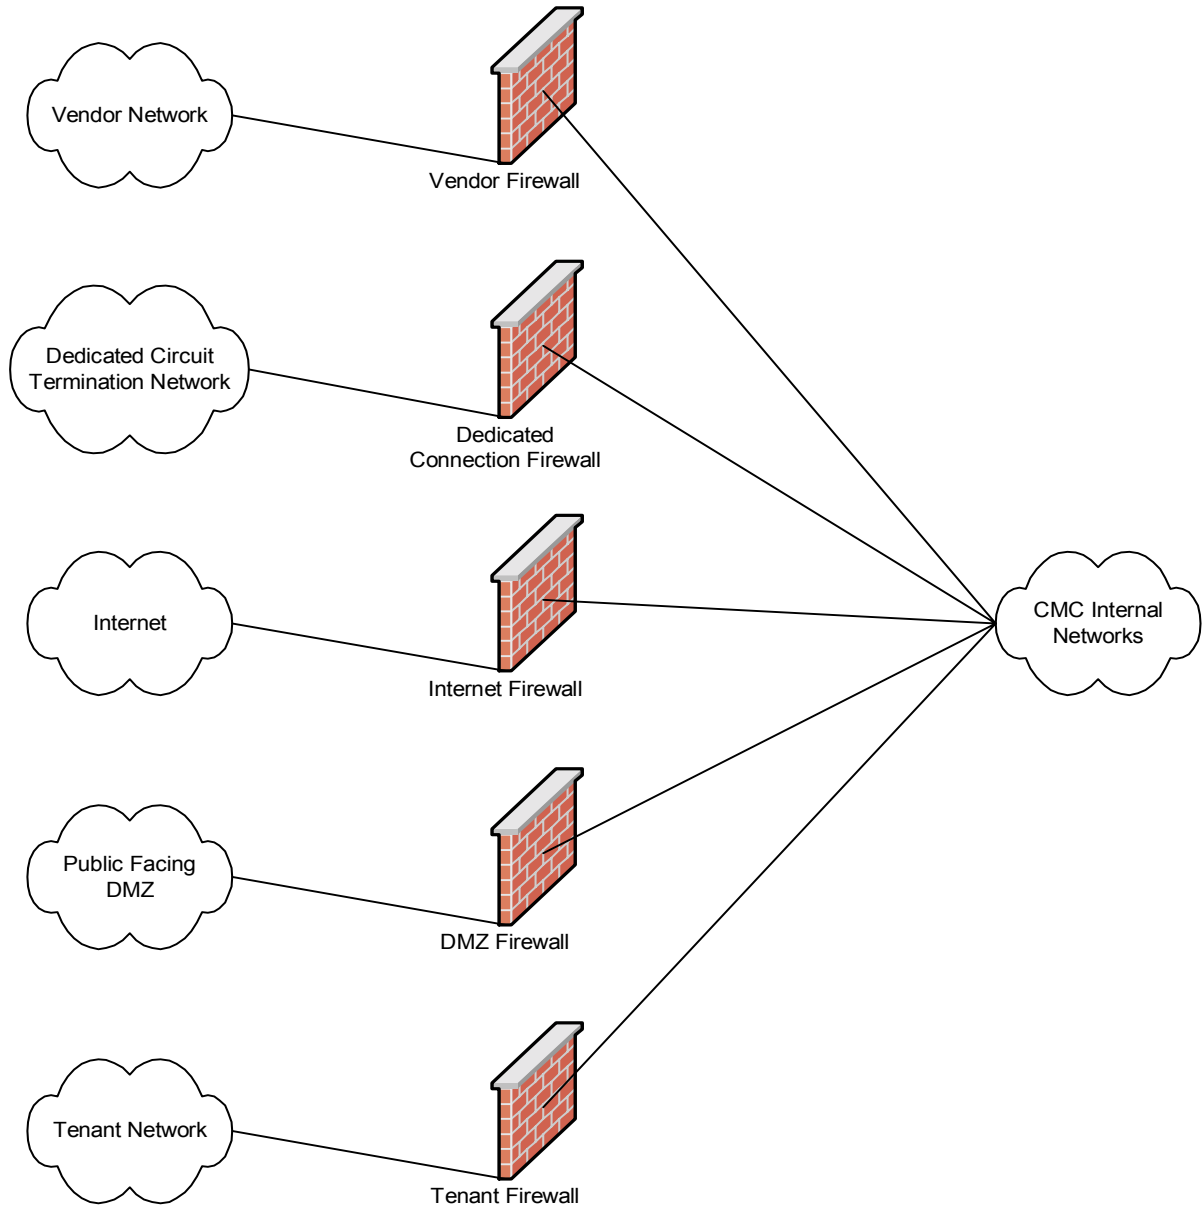 Vendor Network
Vendor Firewall
Dedicated Circuit
Termination Network
Dedicated
Connection Firewall
Internet
Internet Firewall
CMC Internal
Networks
Public Facing
DMZ
DMZ Firewall
Tenant Network
Tenant Firewall